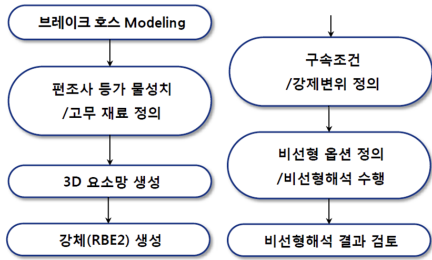 브레이크 호스 Modeling
편조사 등가 물성치
/고무 재료 정의
3D 요소망 생성
강체(RBE2) 생성
구속조건
/강제변위 정의
비선형 옵션 정의
/비선형해석 수행
비선형해석 결과 검토